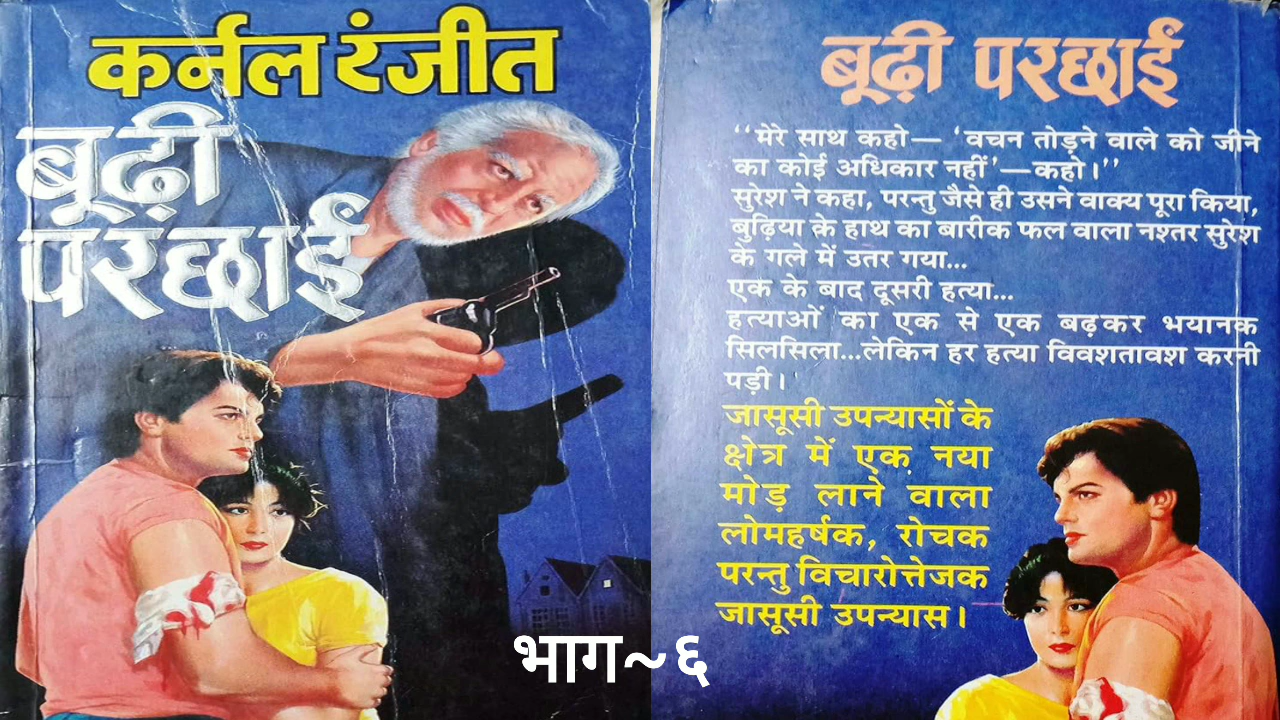 कर्नल रंजीत
बूढ़ी
परछाईं
बूढ़ी परछाईं
‘‘मेरे साथ कहो— ‘वचन तोड़ने वाले को जीने
का कोई अधिकार नहीं’—कहो।’’
सुरेश ने कहा, परन्तु जैसे ही उसने वाक्य पूरा किया,
बुढ़िया के हाथ का बारीक फल वाला नश्तर सुरेश
के गले में उतर गया...
एक के बाद दूसरी हत्या...
हत्याओं का एक से एक बढ़कर भयानक
सिलसिला...लेकिन हर हत्या विवशतावश करनी
पड़ी।
जासूसी उपन्यासों के
क्षेत्र में एक नया
मोड़ लाने वाला
लोमहर्षक, रोचक
परन्तु विचारोत्तेजक
जासूसी उपन्यास।
भाग~६